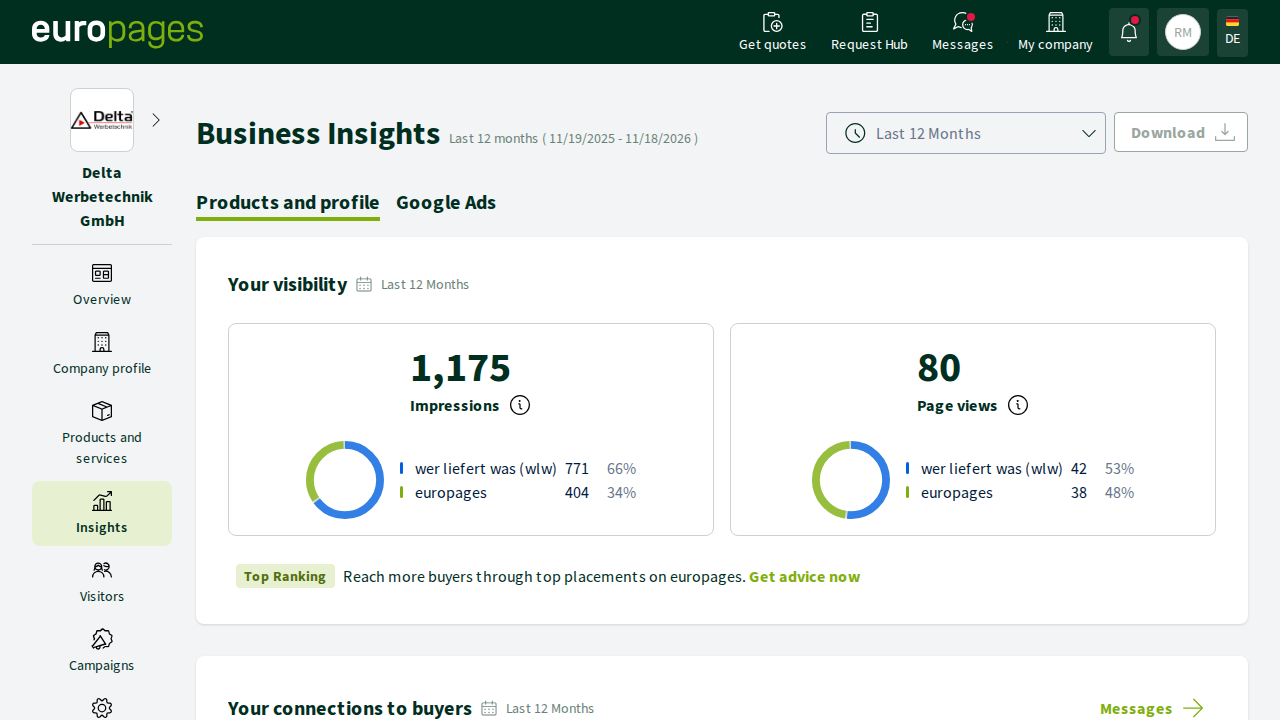 europages
Get quotes
Request Hub
Messages
My company
RM
DE
Delta
Werbetechnik
Delta
Werbetechnik
GmbH
Overview
Company profile
Products and
services
Insights
Visitors
Campaigns
Business Insights Last 12 months ( 11/19/2025 - 11/18/2026 )
Last 12 Months
Download
Products and profile
Google Ads
Your visibility Last 12 Months
1,175
Impressions
wer liefert was (wlw) 771 66%
europages 404 34%
80
Page views
wer liefert was (wlw) 42 53%
europages 38 48%
Top Ranking Reach more buyers through top placements on europages. Get advice now
Your connections to buyers Last 12 Months
Messages